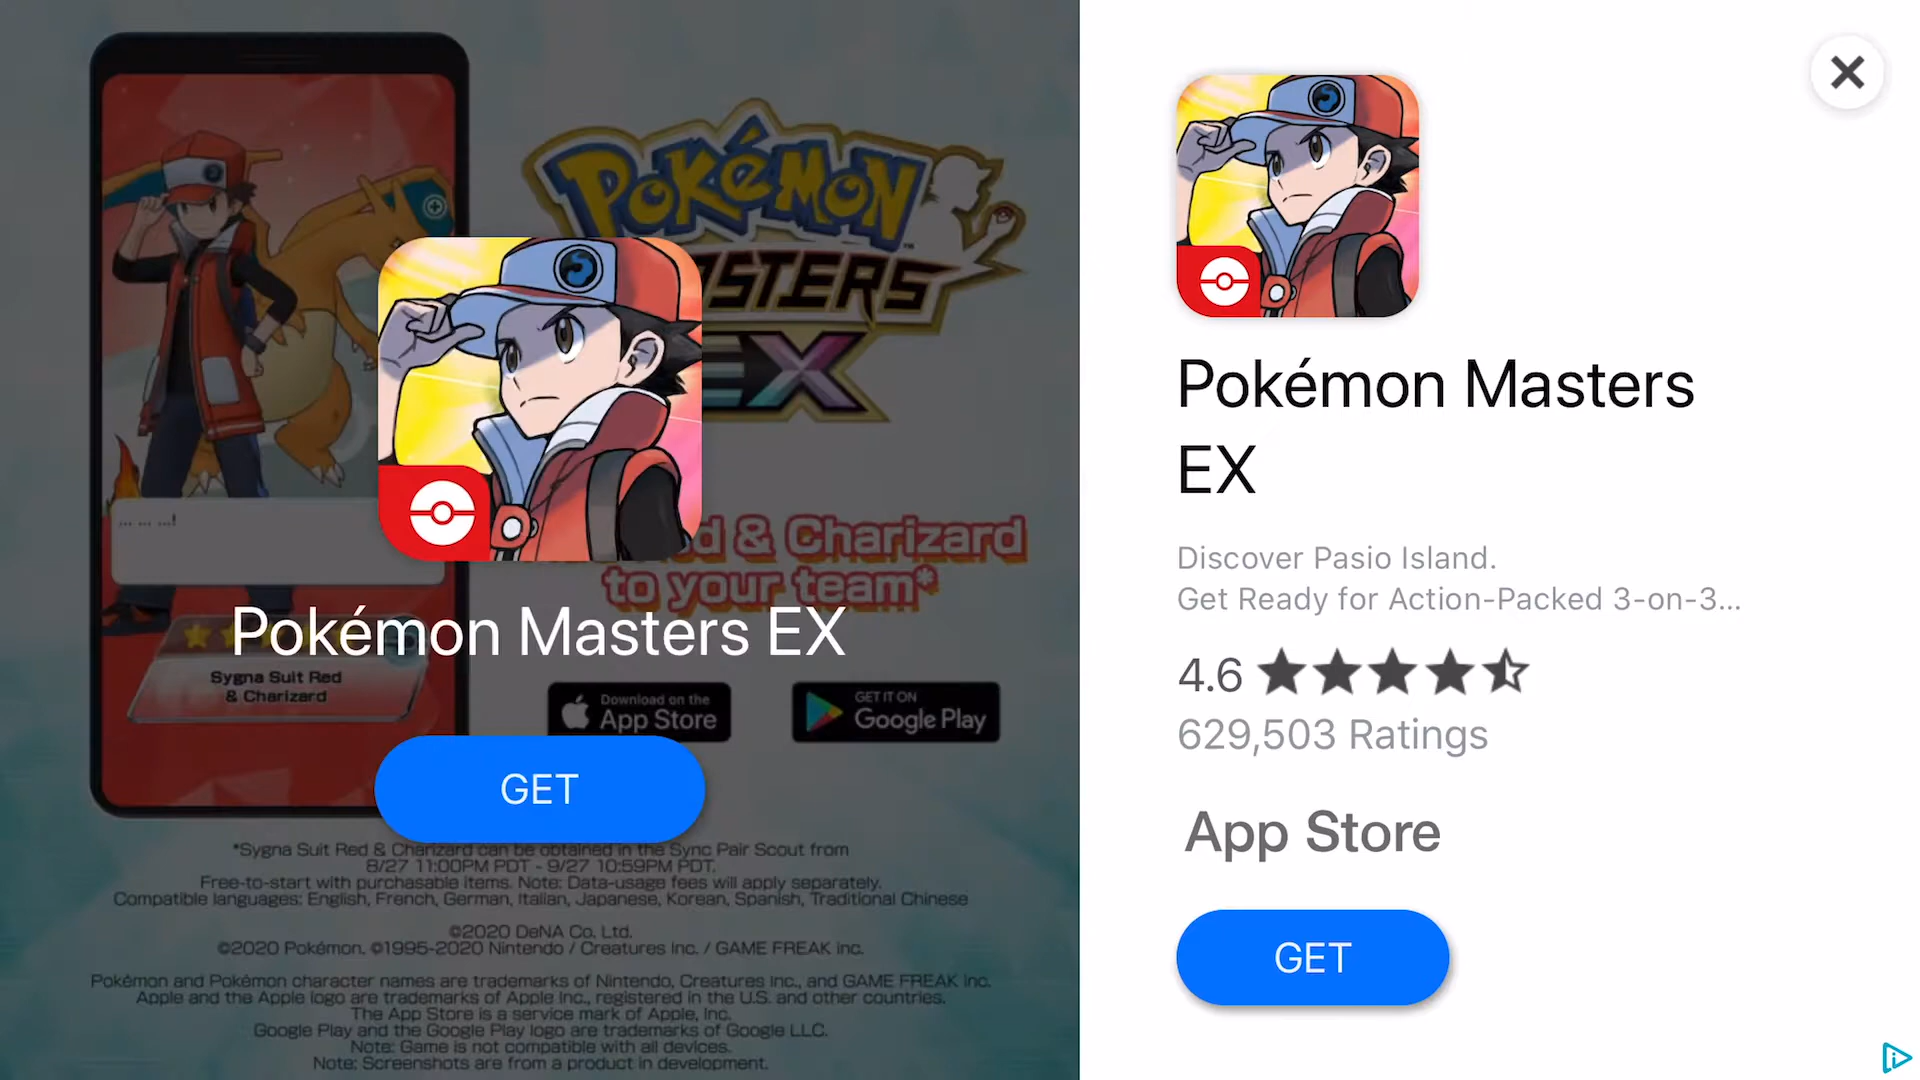 POKÉMON
STERS
EX
... ... ...!
d & Charizard
to your team*
Pokémon Masters EX
Sygna Suit Red
& Charizard
Download on the
App Store
GET IT ON
Google Play
GET
*Sygna Suit Red & Charizard can be obtained in the Sync Pair Scout from
8/27 11:00PM PDT - 9/27 10:59PM PDT.
Free-to-start with purchasable items. Note: Data-usage fees will apply separately.
Compatible languages: English, French, German, Italian, Japanese, Korean, Spanish, Traditional Chinese
©2020 DeNA Co. Ltd.
©2020 Pokémon. ©1995-2020 Nintendo / Creatures Inc. / GAME FREAK inc.
Pokémon and Pokémon character names are trademarks of Nintendo, Creatures Inc., and GAME FREAK Inc.
Apple and the Apple logo are trademarks of Apple Inc., registered in the U.S. and other countries.
The App Store is a service mark of Apple, Inc.
Google Play and the Google Play logo are trademarks of Google LLC.
Note: Game is not compatible with all devices.
Note: Screenshots are from a product in development.
Pokémon Masters
EX
Discover Pasio Island.
Get Ready for Action-Packed 3-on-3...
4.6
629,503 Ratings
App Store
GET